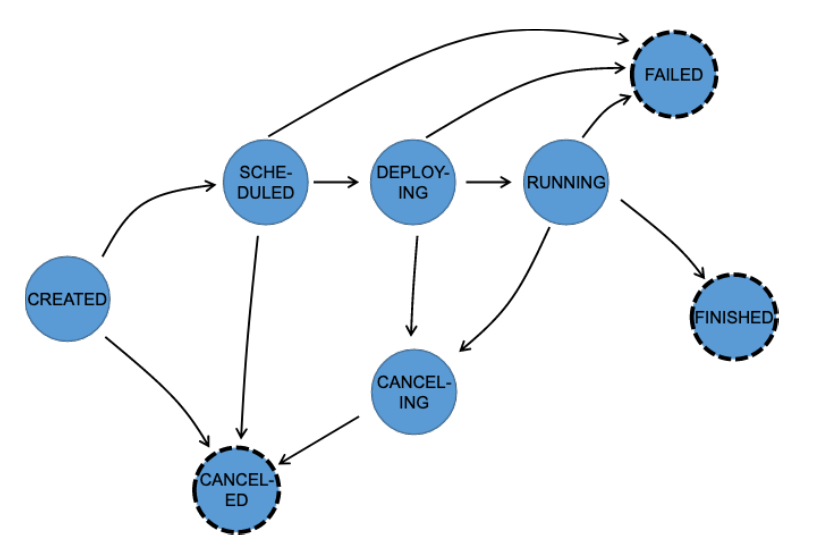 FAILED
SCHE-
DULED
DEPLOY-
ING
RUNNING
CREATED
FINISHED
CANCEL-
ING
CANCEL-
ED